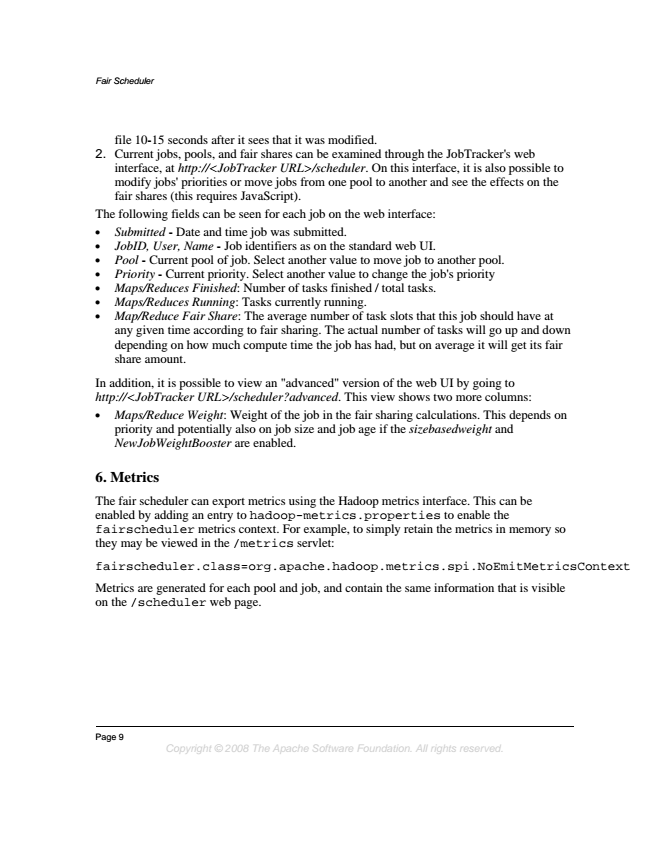 Fair Scheduler
file 10-15 seconds after it sees that it was modified.
2. Current jobs, pools, and fair shares can be examined through the JobTracker's web
interface, at http://<JobTracker URL>/scheduler. On this interface, it is also possible to
modify jobs' priorities or move jobs from one pool to another and see the effects on the
fair shares (this requires JavaScript).
The following fields can be seen for each job on the web interface:
• Submitted - Date and time job was submitted.
• JobID, User, Name - Job identifiers as on the standard web UI.
• Pool - Current pool of job. Select another value to move job to another pool.
• Priority - Current priority. Select another value to change the job's priority
• Maps/Reduces Finished: Number of tasks finished / total tasks.
• Maps/Reduces Running: Tasks currently running.
• Map/Reduce Fair Share: The average number of task slots that this job should have at
any given time according to fair sharing. The actual number of tasks will go up and down
depending on how much compute time the job has had, but on average it will get its fair
share amount.
In addition, it is possible to view an "advanced" version of the web UI by going to
http://<JobTracker URL>/scheduler?advanced. This view shows two more columns:
• Maps/Reduce Weight: Weight of the job in the fair sharing calculations. This depends on
priority and potentially also on job size and job age if the sizebasedweight and
NewJobWeightBooster are enabled.
6. Metrics
The fair scheduler can export metrics using the Hadoop metrics interface. This can be
enabled by adding an entry to hadoop-metrics.properties to enable the
fairscheduler metrics context. For example, to simply retain the metrics in memory so
they may be viewed in the /metrics servlet:
fairscheduler.class=org.apache.hadoop.metrics.spi.NoEmitMetricsContext
Metrics are generated for each pool and job, and contain the same information that is visible
on the /scheduler web page.
Page 9
Copyright © 2008 The Apache Software Foundation. All rights reserved.